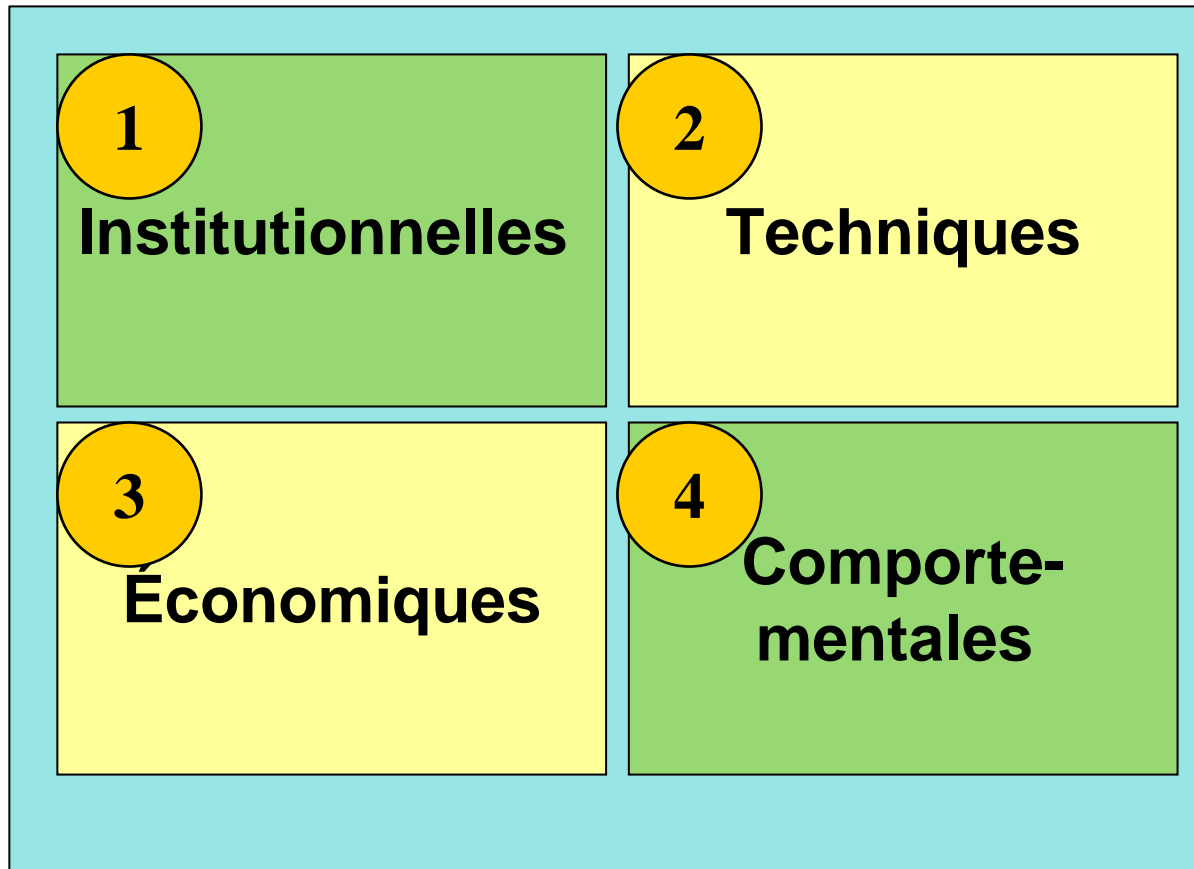 1
Institutionnelles
2
Techniques
3
Économiques
4
Comporte-
mentales